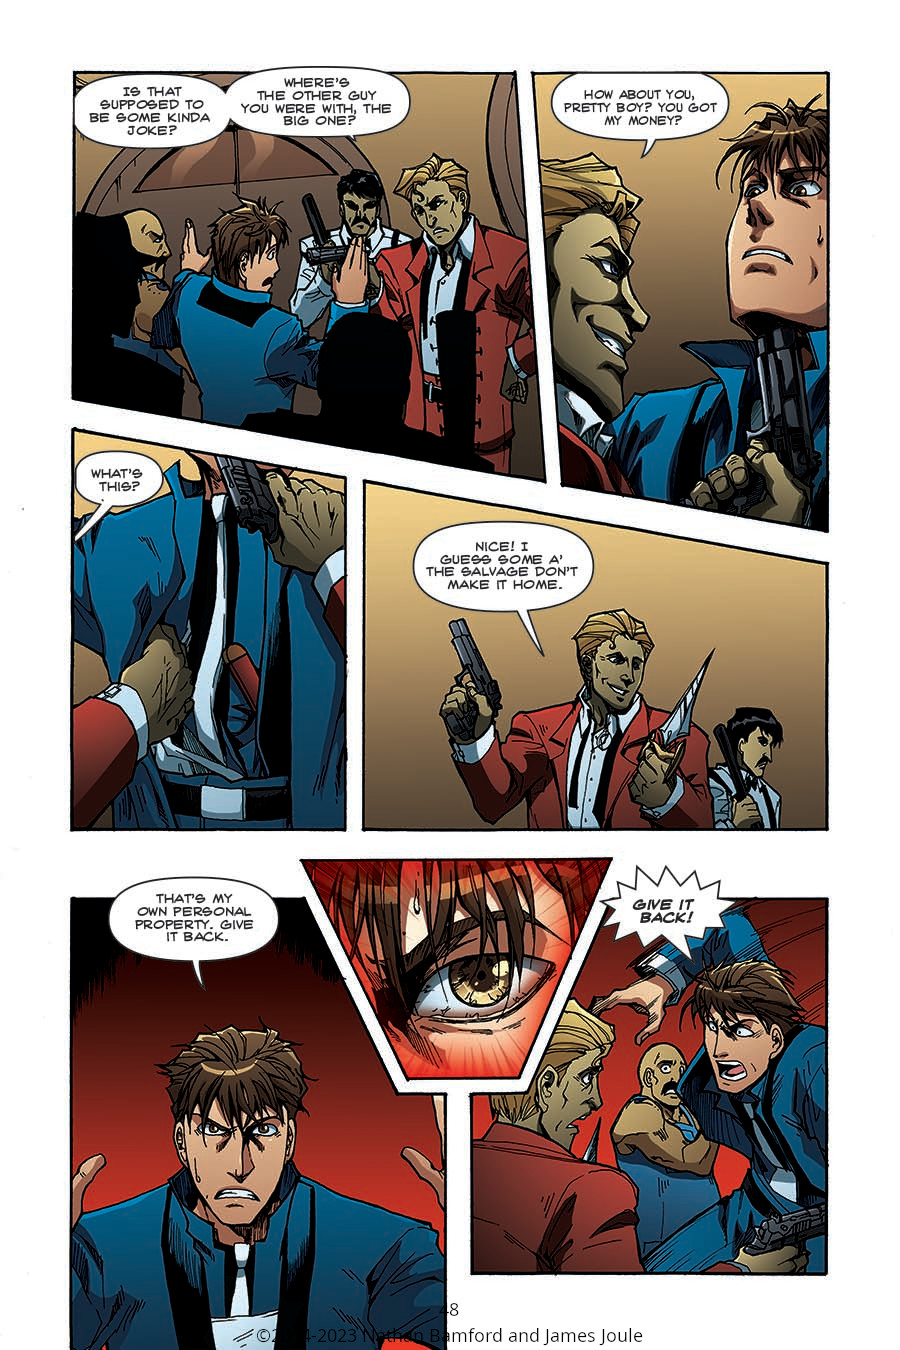 IS THAT
SUPPOSED TO
BE SOME KINDA
JOKE?
WHERE'S
THE OTHER GUY
YOU WERE WITH, THE
BIG ONE?
HOW ABOUT YOU,
PRETTY BOY? YOU GOT
MY MONEY?
WHAT'S
THIS?
NICE! I
GUESS SOME A'
THE SALVAGE DON'T
MAKE IT HOME.
THAT'S MY
OWN PERSONAL
PROPERTY. GIVE
IT BACK.
GIVE IT
BACK!
48
-2023 Nathan Bamford and James Joule